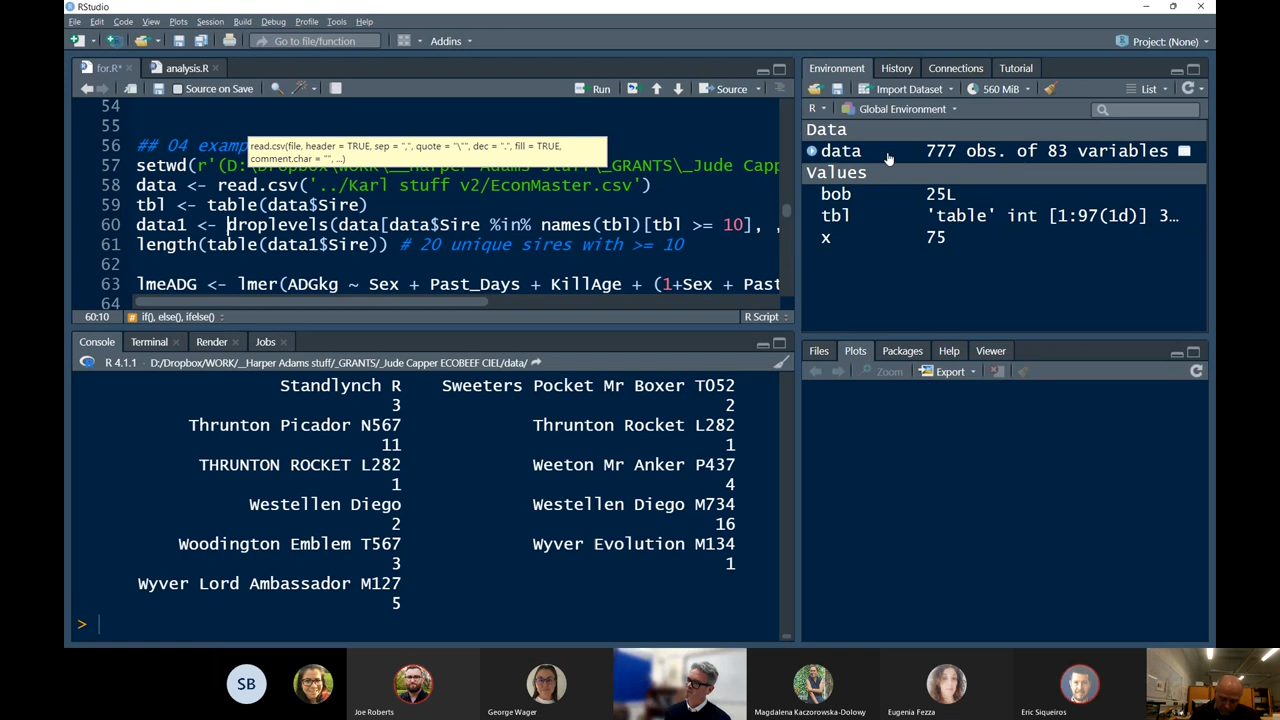 RStudio
File Edit Code View Plots Session Build Debug Profile Tools Help
Go to file/function Addins Project: (None)
for.R* analysis.R
Source on Save Run Source
54
55
56 ## O4 examp
read.csv(file, header = TRUE, sep = ",", quote = "\"", dec = ".", fill = TRUE,
comment.char = "", ...)
57 setwd(r'(D:\Dropbox\WORK\__Harper Adams stuff\_GRANTS\_Jude Capp
58 data <- read.csv('../Karl stuff v2/EconMaster.csv')
59 tbl <- table(data$Sire)
60 data1 <- droplevels(data[data$Sire %in% names(tbl)[tbl >= 10], ,
61 length(table(data1$Sire)) # 20 unique sires with >= 10
62
63 lmeADG <- lmer(ADGkg ~ Sex + Past_Days + KillAge + (1+Sex + Past
64
60:10 if(), else(), ifelse() R Script
Console Terminal Render Jobs
R 4.1.1 · D:/Dropbox/WORK/__Harper Adams stuff/_GRANTS/_Jude Capper ECOBEEF CIEL/data/
Standlynch R Sweeters Pocket Mr Boxer T052
3 2
Thrunton Picador N567 Thrunton Rocket L282
11 1
THRUNTON ROCKET L282 Weeton Mr Anker P437
1 4
Westellen Diego Westellen Diego M734
2 16
Woodington Emblem T567 Wyver Evolution M134
3 1
Wyver Lord Ambassador M127
5
>
Environment History Connections Tutorial
Import Dataset 560 MiB List
R Global Environment
Data
data 777 obs. of 83 variables
Values
bob 25L
tbl 'table' int [1:97(1d)] 3…
x 75
Files Plots Packages Help Viewer
Zoom Export
SB
Joe Roberts George Wager Magdalena Kaczorowska-Dolowy Eugenia Fezza Eric Siqueiros